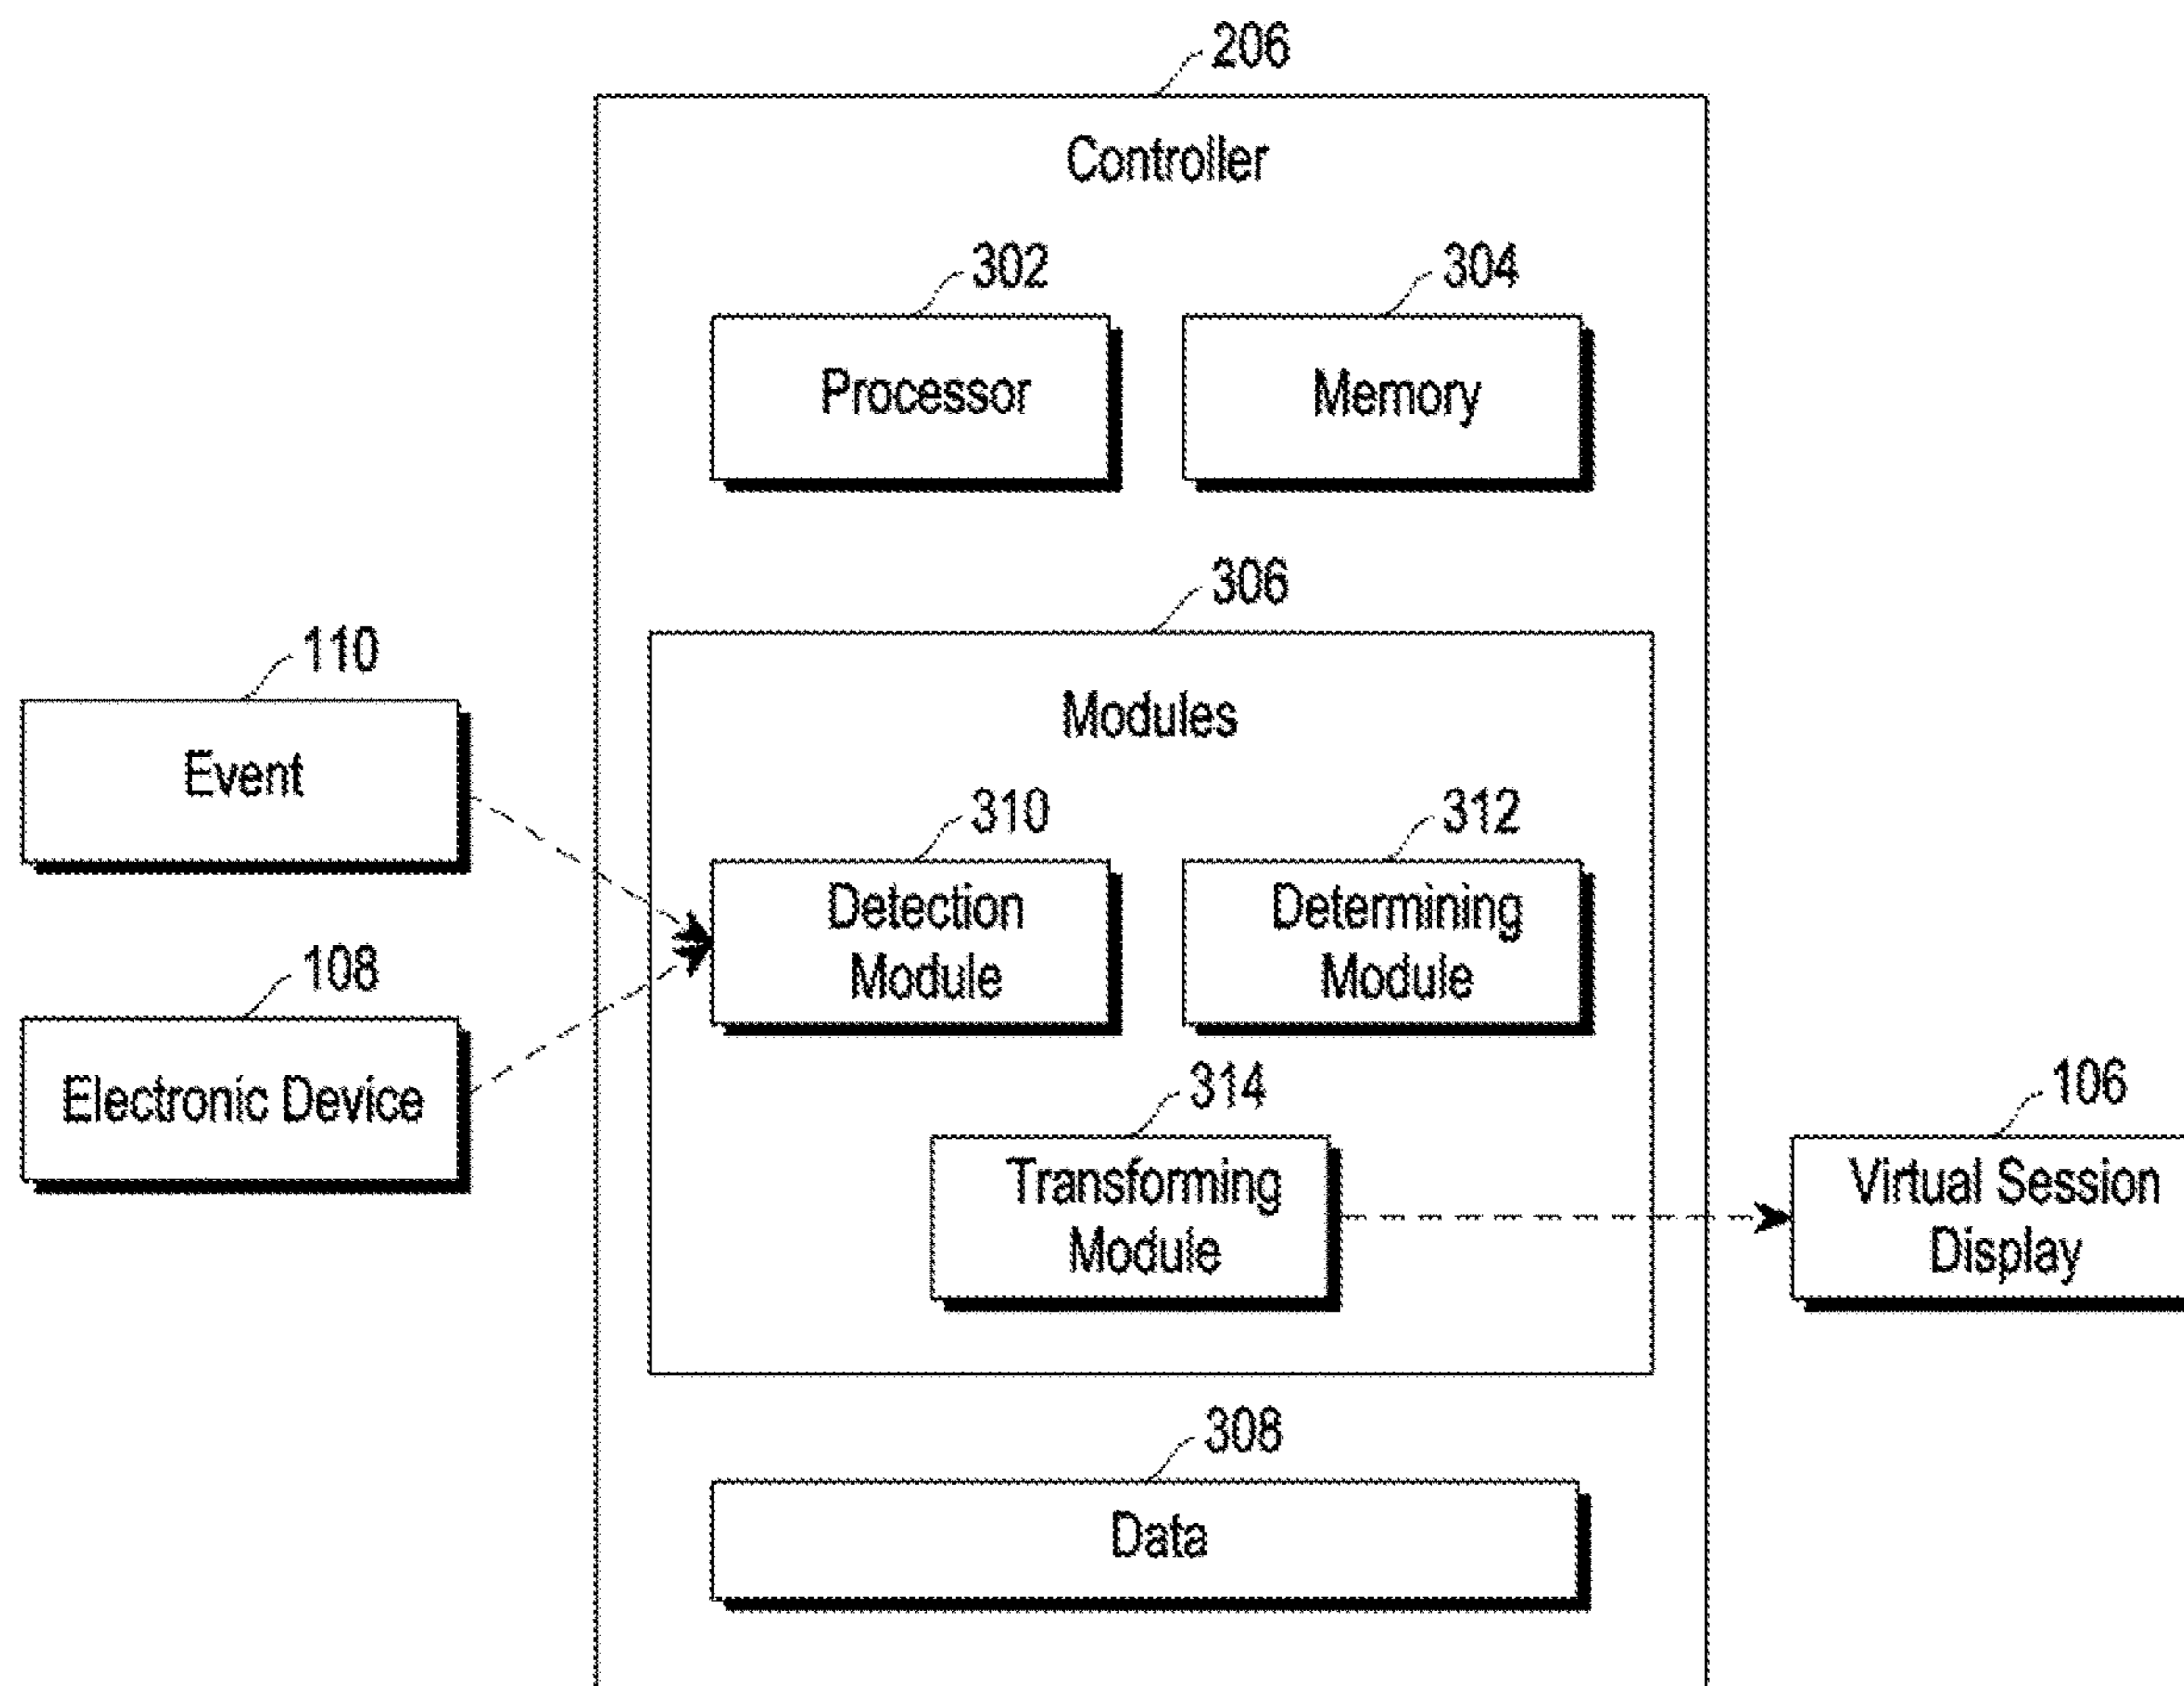 206
Controller
302
304
Processor
Memory
306
110
Modules
Event
310
312
Detection
Module
Determining
Module
108
Electronic Device
314
106
Transforming
Module
Virtual Session
Display
308
Data